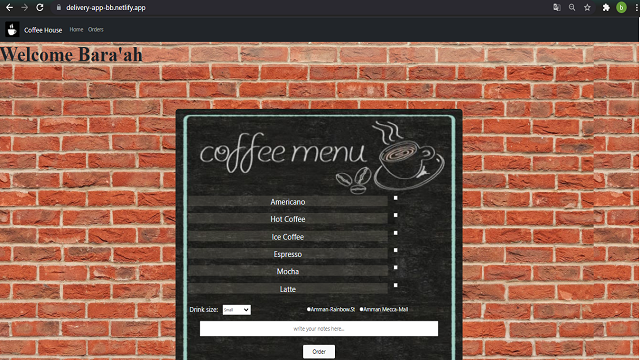 delivery-app-bb.netlify.app
b
Coffee House Home Orders
Welcome Bara'ah
coffee menu
Americano
Hot Coffee
Ice Coffee
Espresso
Mocha
Latte
Drink size: Small Amman-Rainbow.St Amman Mecca-Mall
write your notes here..
Order